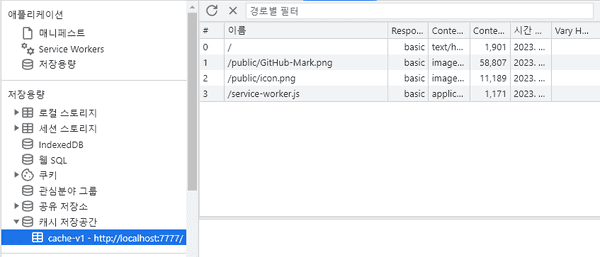 애플리케이션
매니페스트
Service Workers
저장용량
저장용량
로컬 스토리지
세션 스토리지
IndexedDB
웹 SQL
쿠키
관심분야 그룹
공유 저장소
캐시 저장공간
cache-v1 - http://localhost:7777/
경로별 필터
# 이름 Respo... Conte... Conte... 시간 ... Vary H...
0 / basic text/h... 1,901 2023. ...
1 /public/GitHub-Mark.png basic image... 58,807 2023. ...
2 /public/icon.png basic image... 11,189 2023. ...
3 /service-worker.js basic applic... 1,171 2023. ...